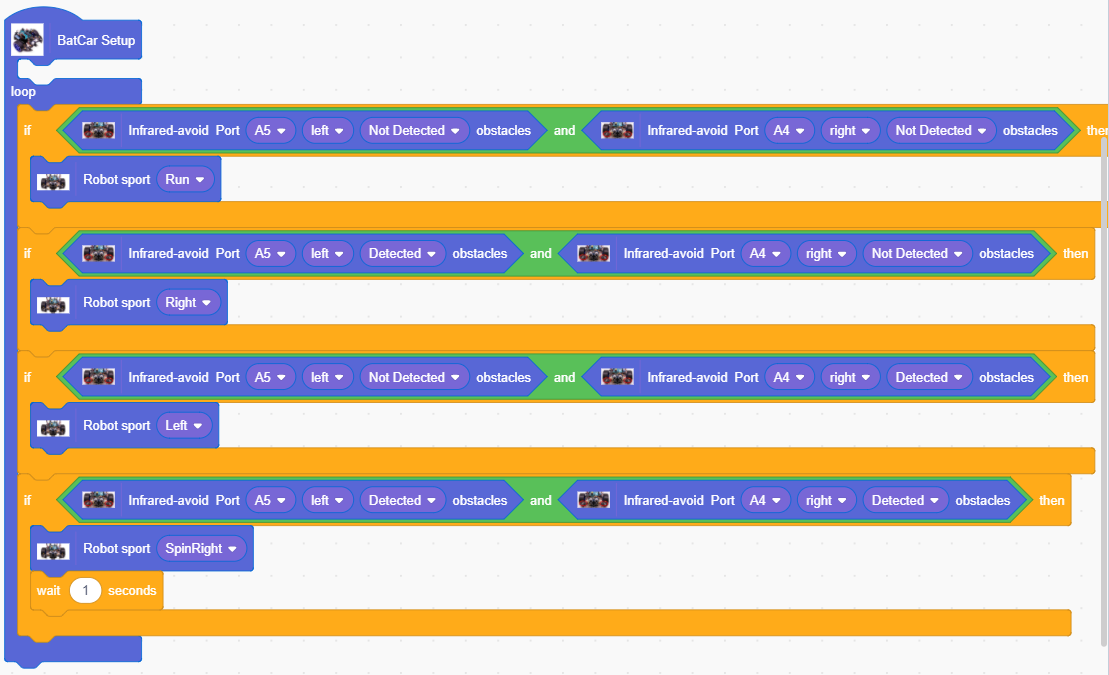 BatCar Setup
loop
if Infrared-avoid Port A5 left Not Detected obstacles and Infrared-avoid Port A4 right Not Detected obstacles
Robot sport Run
if Infrared-avoid Port A5 left Detected obstacles and Infrared-avoid Port A4 right Not Detected obstacles then
Robot sport Right
if Infrared-avoid Port A5 left Not Detected obstacles and Infrared-avoid Port A4 right Detected obstacles then
Robot sport Left
if Infrared-avoid Port A5 left Detected obstacles and Infrared-avoid Port A4 right Detected obstacles then
Robot sport SpinRight
wait 1 seconds